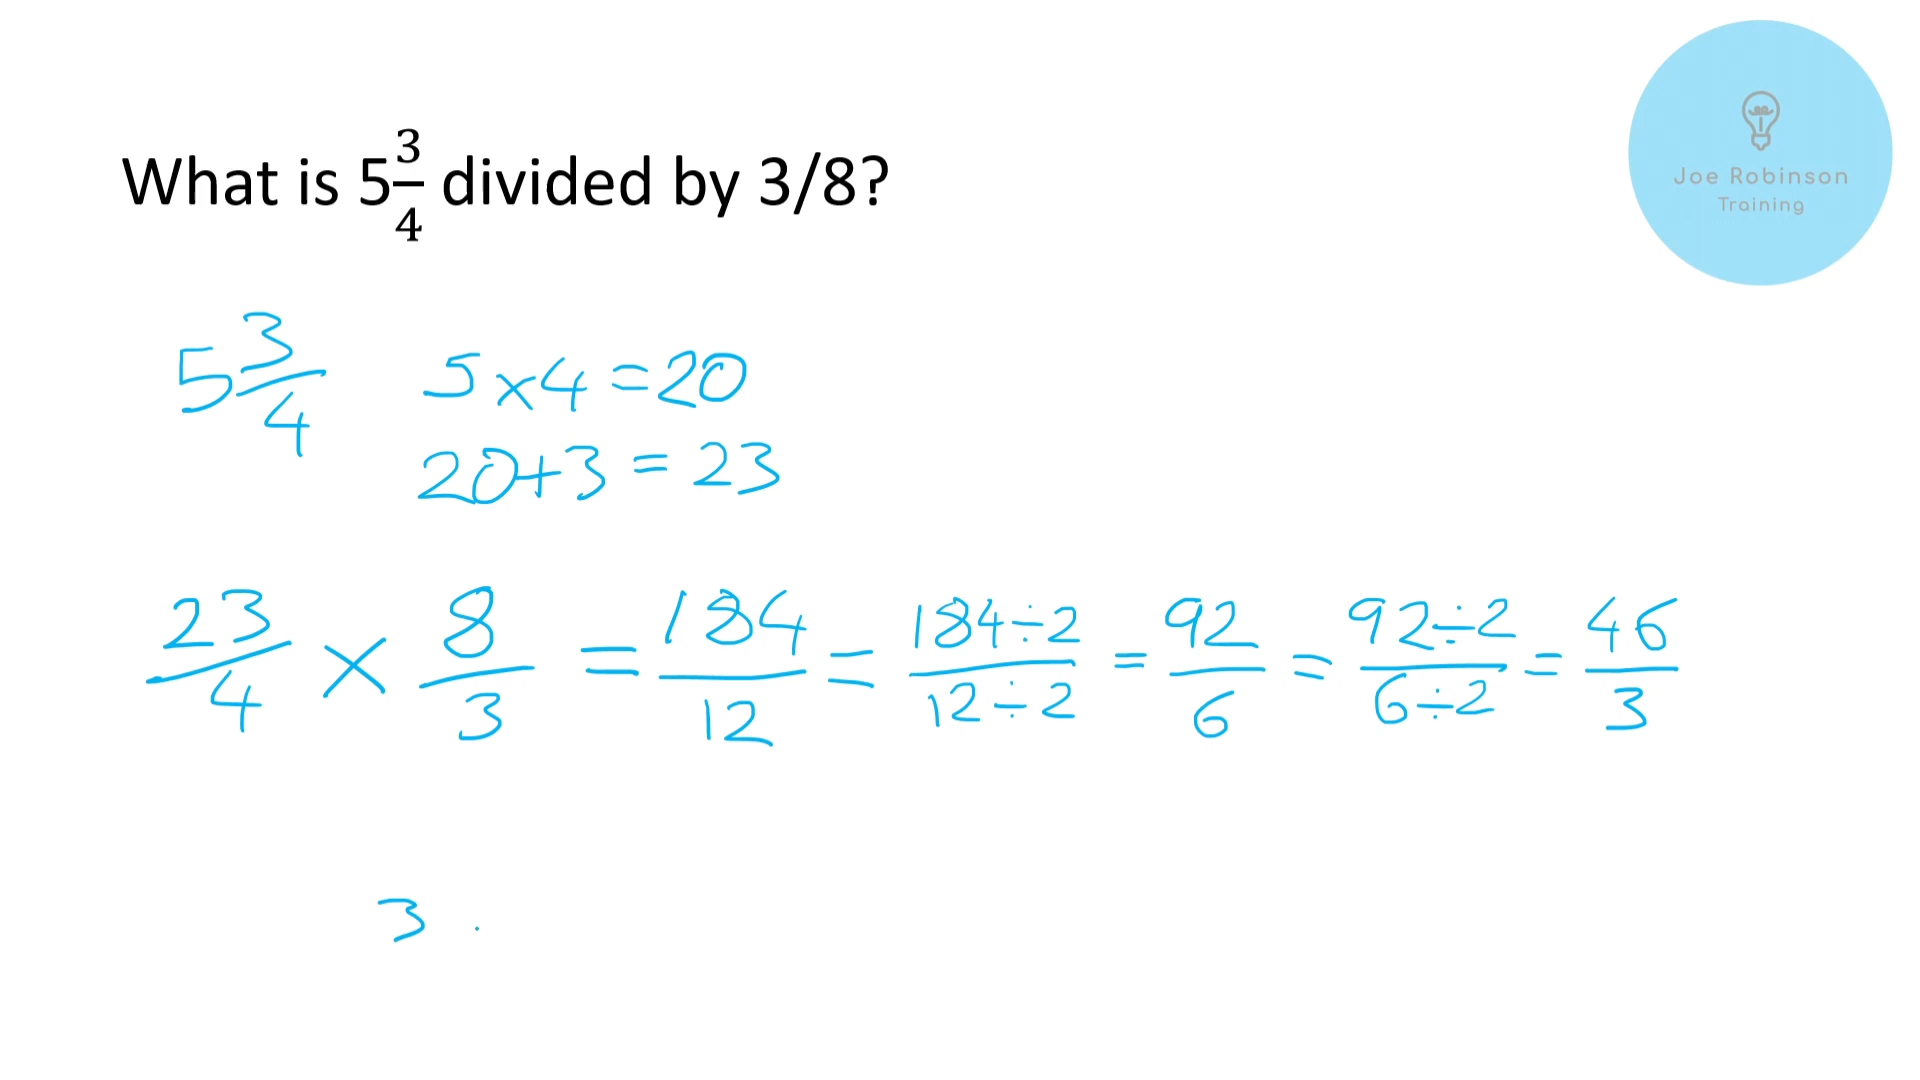 What is 5 3/4 divided by 3/8?
Joe Robinson
Training
5 3/4
5 x 4 = 20
20 + 3 = 23
23/4 × 8/3 = 184/12 = 184÷2/12÷2 = 92/6 = 92÷2/6÷2 = 46/3
3 .